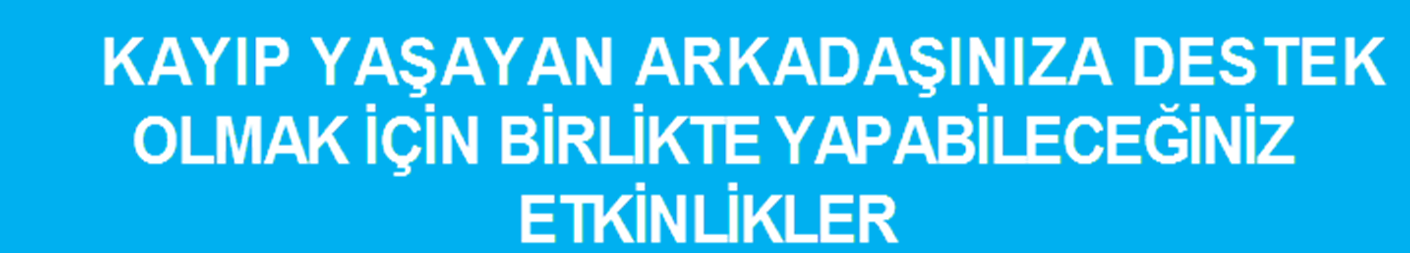 KAYIP YAŞAYAN ARKADAŞINIZA DESTEK
OLMAK İÇİN BİRLİKTE YAPABİLECEĞİNİZ
ETKİNLİKLER